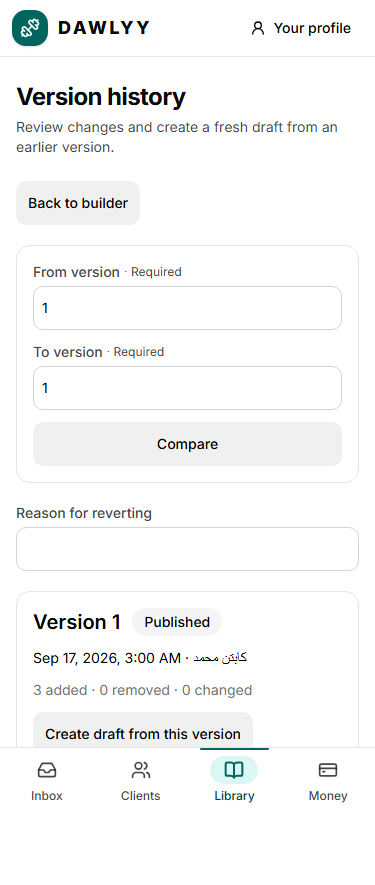 DAWLYY
Your profile
Version history
Review changes and create a fresh draft from an
earlier version.
Back to builder
From version · Required
1
To version · Required
1
Compare
Reason for reverting
Version 1
Published
Sep 17, 2026, 3:00 AM · كابتن محمد
3 added · 0 removed · 0 changed
Create draft from this version
Inbox
Clients
Library
Money